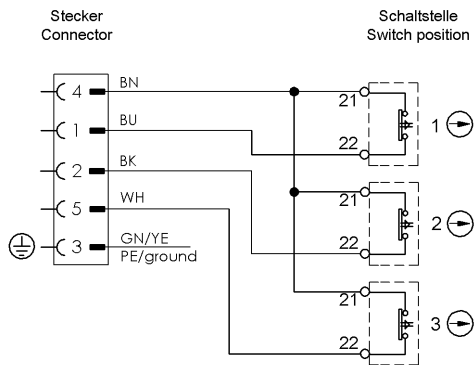 Stecker
Connector
Schaltstelle
Switch position
4 BN
21
1 BU
22
1
2 BK
21
5 WH
22
2
3 GN/YE
PE/ground
21
22
3